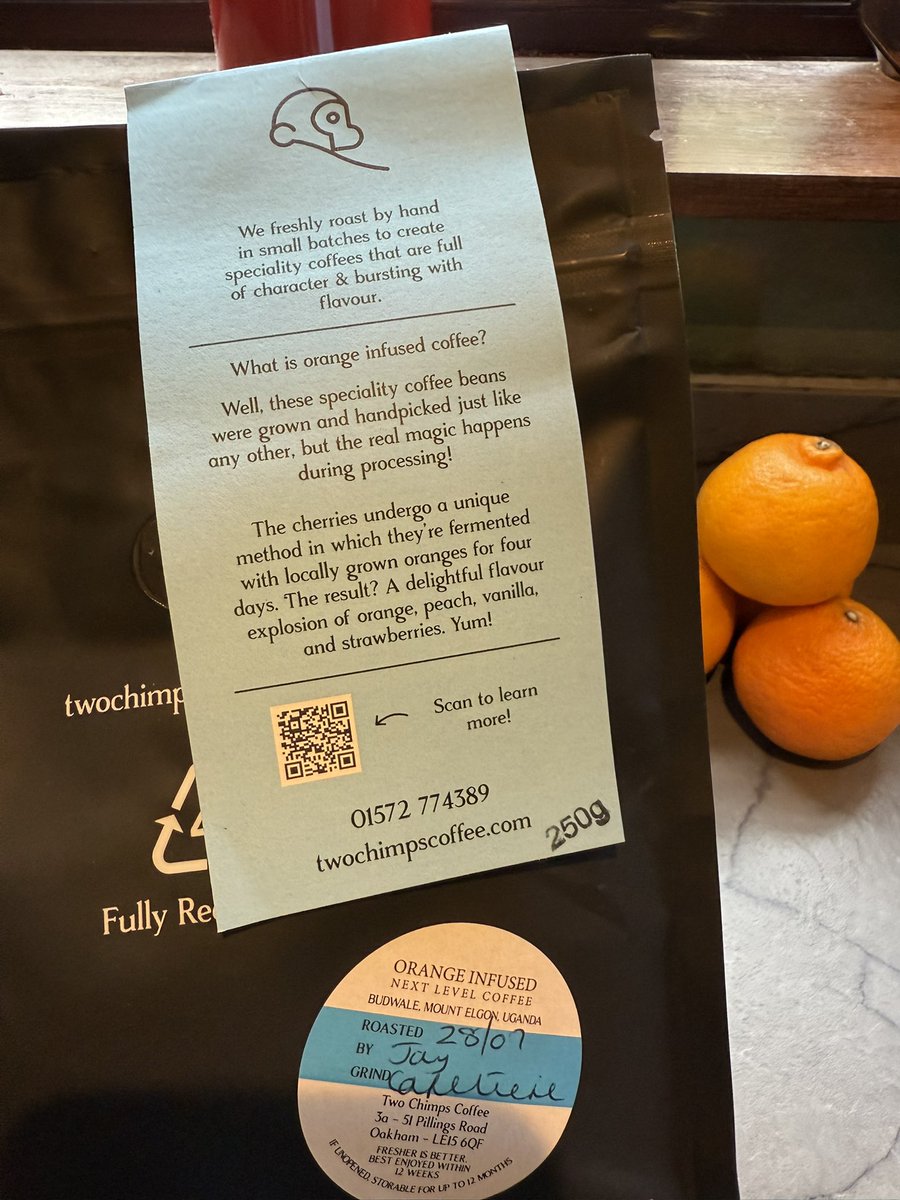 We freshly roast by hand
in small batches to create
speciality coffees that are full
of character & bursting with
flavour.
What is orange infused coffee?
Well, these speciality coffee beans
were grown and handpicked just like
any other, but the real magic happens
during processing!
The cherries undergo a unique
method in which they're fermented
with locally grown oranges for four
days. The result? A delightful flavour
explosion of orange, peach, vanilla,
and strawberries. Yum!
Scan to learn
more!
01572 774389
twochimpscoffee.com
250g
twochimp
Fully Re
ORANGE INFUSED
NEXT LEVEL COFFEE
BUDWALE, MOUNT ELGON, UGANDA
ROASTED 28/07
BY Jay
GRIND Cafetiere
Two Chimps Coffee
3a - 51 Pillings Road
Oakham - LE15 6QF
FRESHER IS BETTER.
BEST ENJOYED WITHIN
12 WEEKS
IF UNOPENED, STORABLE FOR UP TO 12 MONTHS